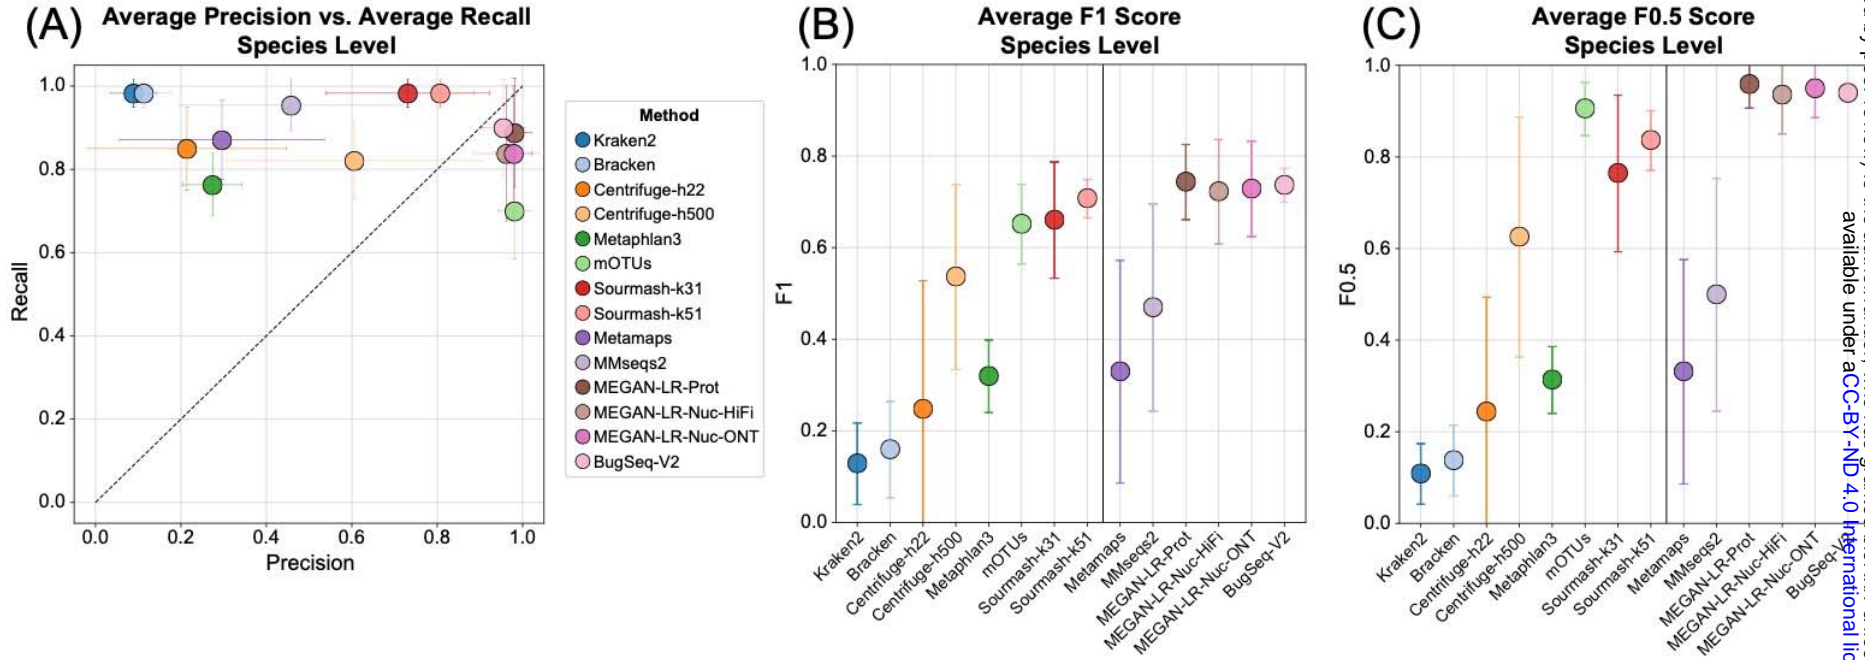 (A)
Average Precision vs. Average Recall
Species Level
1.0
0.8
0.6
0.4
0.2
0.0
Recall
0.0 0.2 0.4 0.6 0.8 1.0
Precision
Method
Kraken2
Bracken
Centrifuge-h22
Centrifuge-h500
Metaphlan3
mOTUs
Sourmash-k31
Sourmash-k51
Metamaps
MMseqs2
MEGAN-LR-Prot
MEGAN-LR-Nuc-HiFi
MEGAN-LR-Nuc-ONT
BugSeq-V2
(B)
Average F1 Score
Species Level
1.0
0.8
0.6
0.4
0.2
0.0
F1
Kraken2
Bracken
Centrifuge-h22
Centrifuge-h500
Metaphlan3
mOTUs
Sourmash-k31
Sourmash-k51
Metamaps
MMseqs2
MEGAN-LR-Prot
MEGAN-LR-Nuc-HiFi
MEGAN-LR-Nuc-ONT
BugSeq-V2
(C)
Average F0.5 Score
Species Level
1.0
0.8
0.6
0.4
0.2
0.0
F0.5
Kraken2
Bracken
Centrifuge-h22
Centrifuge-h500
Metaphlan3
mOTUs
Sourmash-k31
Sourmash-k51
Metamaps
MMseqs2
MEGAN-LR-Prot
MEGAN-LR-Nuc-HiFi
MEGAN-LR-Nuc-ONT
available under aCC-BY-ND 4.0 International lic